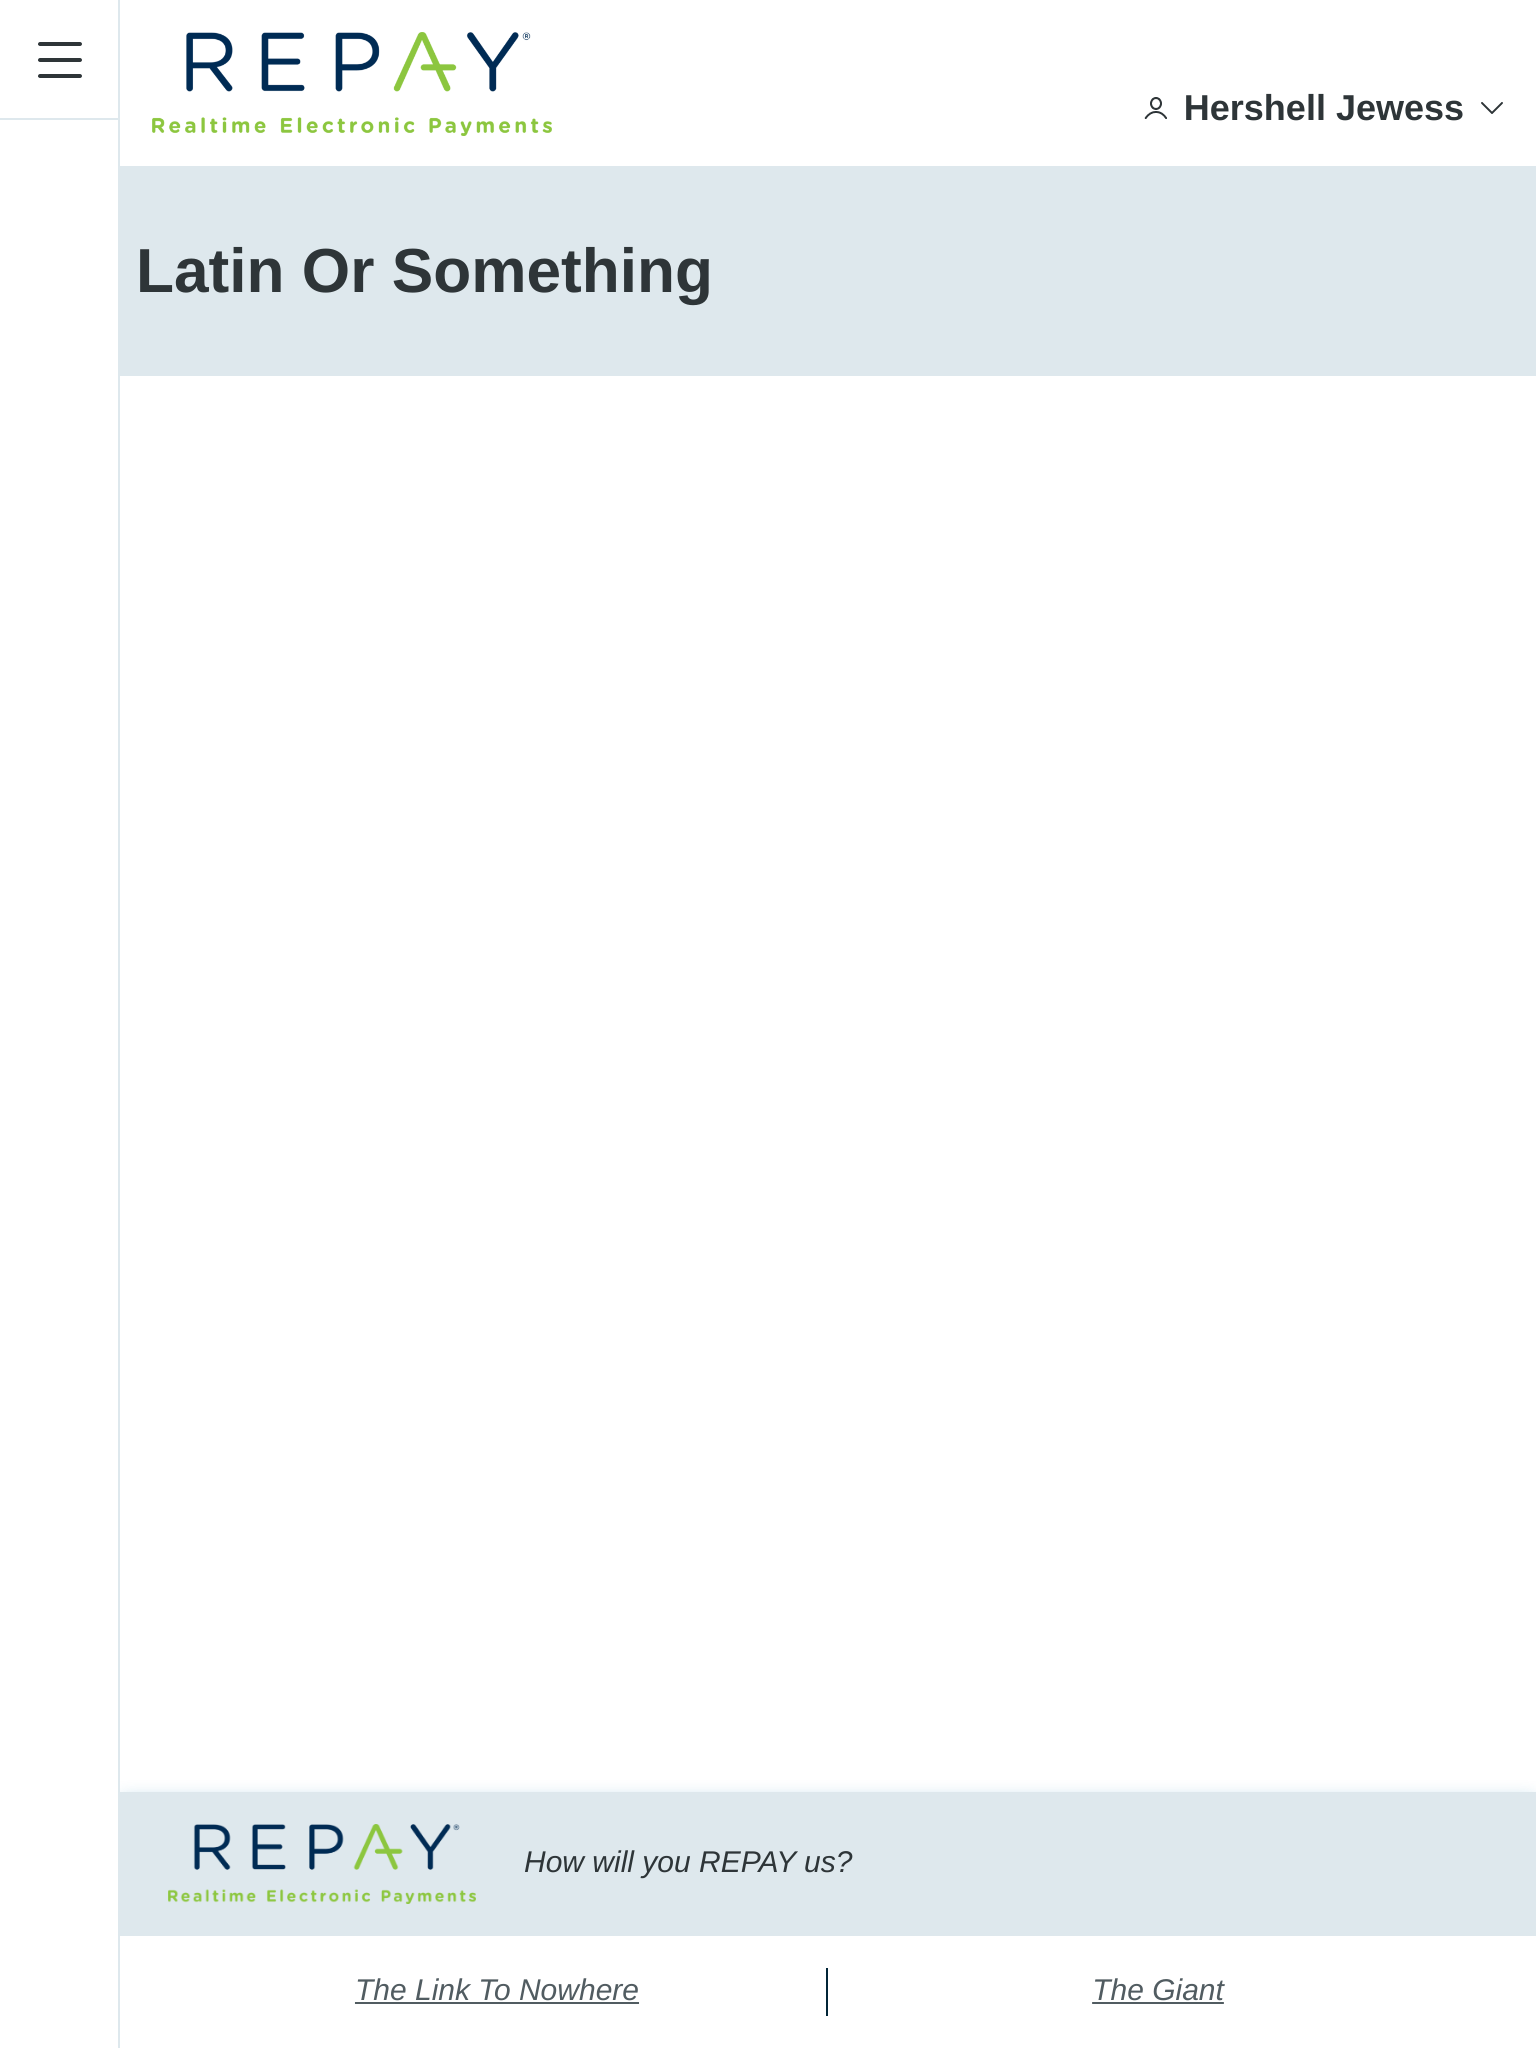 REPAY®
Realtime Electronic Payments
Hershell Jewess
Latin Or Something
REPAY®
Realtime Electronic Payments
How will you REPAY us?
The Link To Nowhere
The Giant